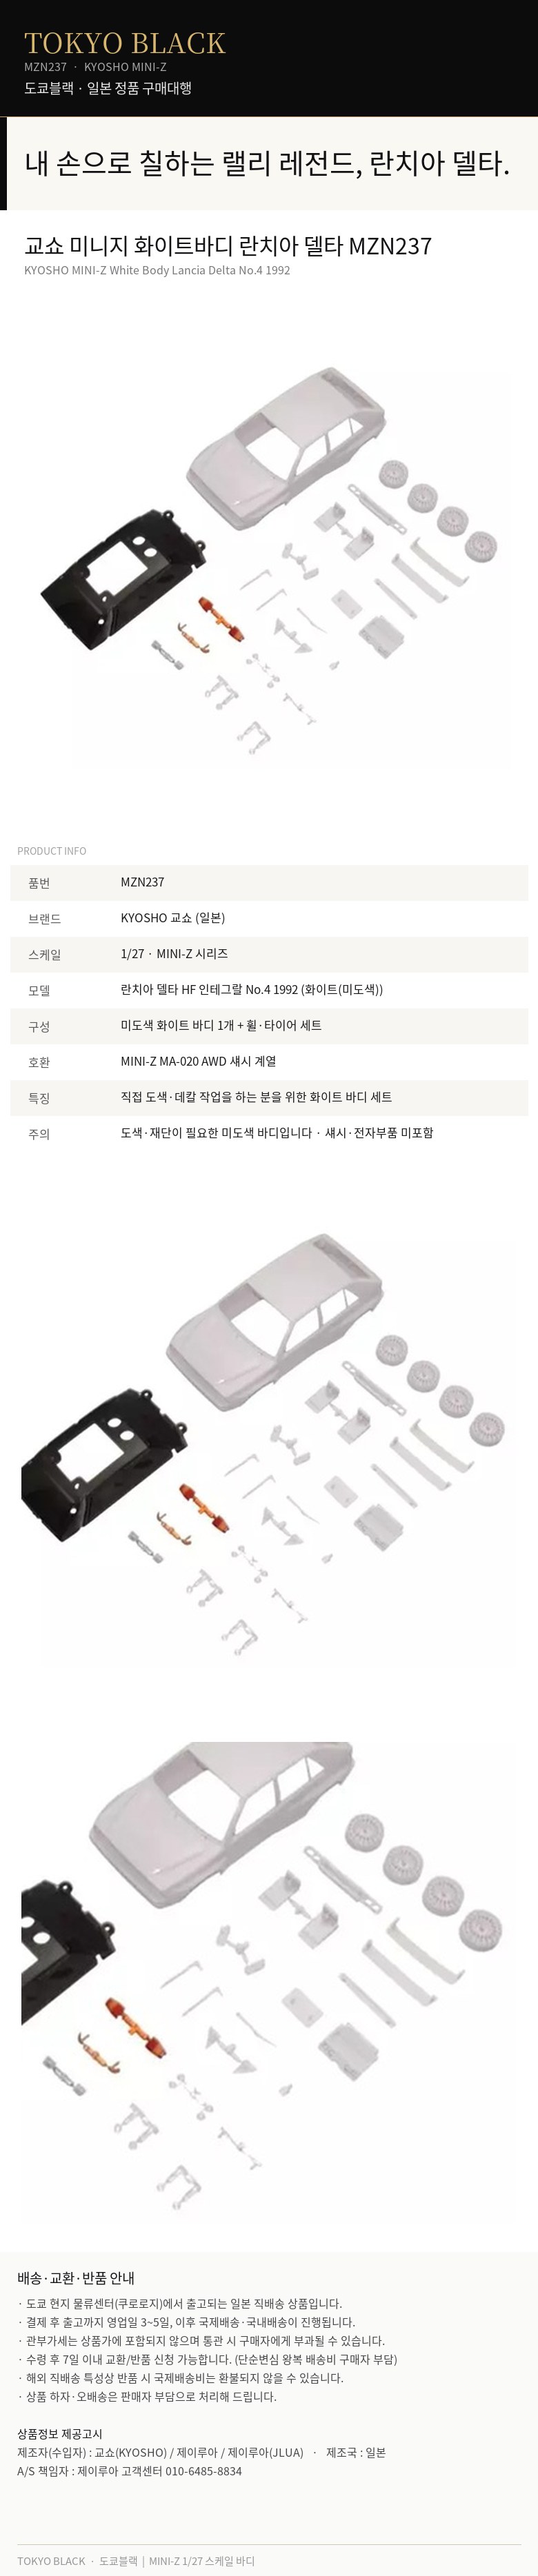 TOKYO BLACK
MZN237 · KYOSHO MINI-Z
도쿄블랙 · 일본 정품 구매대행
내 손으로 칠하는 랠리 레전드, 란치아 델타.
교쇼 미니지 화이트바디 란치아 델타 MZN237
KYOSHO MINI-Z White Body Lancia Delta No.4 1992
PRODUCT INFO
품번 MZN237
브랜드 KYOSHO 교쇼 (일본)
스케일 1/27 · MINI-Z 시리즈
모델 란치아 델타 HF 인테그랄 No.4 1992 (화이트(미도색))
구성 미도색 화이트 바디 1개 + 휠·타이어 세트
호환 MINI-Z MA-020 AWD 섀시 계열
특징 직접 도색·데칼 작업을 하는 분을 위한 화이트 바디 세트
주의 도색·재단이 필요한 미도색 바디입니다 · 섀시·전자부품 미포함
배송·교환·반품 안내
· 도쿄 현지 물류센터(쿠로로지)에서 출고되는 일본 직배송 상품입니다.
· 결제 후 출고까지 영업일 3~5일, 이후 국제배송·국내배송이 진행됩니다.
· 관부가세는 상품가에 포함되지 않으며 통관 시 구매자에게 부과될 수 있습니다.
· 수령 후 7일 이내 교환/반품 신청 가능합니다. (단순변심 왕복 배송비 구매자 부담)
· 해외 직배송 특성상 반품 시 국제배송비는 환불되지 않을 수 있습니다.
· 상품 하자·오배송은 판매자 부담으로 처리해 드립니다.
상품정보 제공고시
제조자(수입자) : 교쇼(KYOSHO) / 제이루아 / 제이루아(JLUA) · 제조국 : 일본
A/S 책임자 : 제이루아 고객센터 010-6485-8834
TOKYO BLACK · 도쿄블랙 | MINI-Z 1/27 스케일 바디